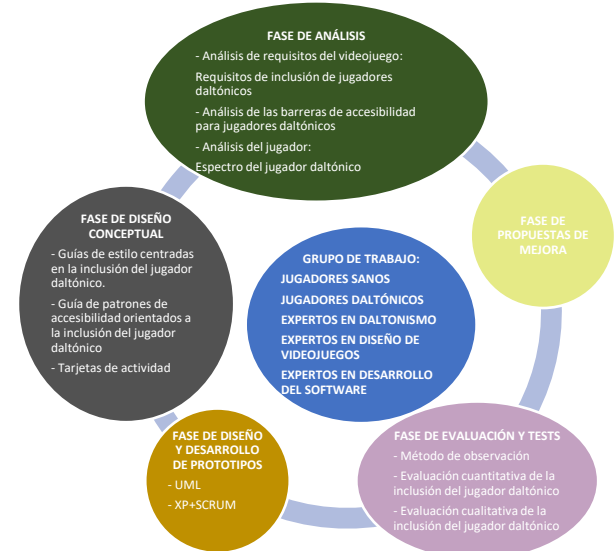 FASE DE ANÁLISIS
- Análisis de requisitos del videojuego:
Requisitos de inclusión de jugadores
daltónicos
- Análisis de las barreras de accesibilidad
para jugadores daltónicos
- Análisis del jugador:
Espectro del jugador daltónico
FASE DE
PROPUESTAS DE
MEJORA
FASE DE DISEÑO
CONCEPTUAL
- Guías de estilo centradas
en la inclusión del jugador
daltónico.
- Guía de patrones de
accesibilidad orientados a
la inclusión del jugador
daltónico
- Tarjetas de actividad
GRUPO DE TRABAJO:
JUGADORES SANOS
JUGADORES DALTÓNICOS
EXPERTOS EN DALTONISMO
EXPERTOS EN DISEÑO DE
VIDEOJUEGOS
EXPERTOS EN DESARROLLO
DEL SOFTWARE
FASE DE DISEÑO
Y DESARROLLO
DE PROTOTIPOS
- UML
- XP+SCRUM
FASE DE EVALUACIÓN Y TESTS
- Método de observación
- Evaluación cuantitativa de la
inclusión del jugador daltónico
- Evaluación cualitativa de la
inclusión del jugador daltónico